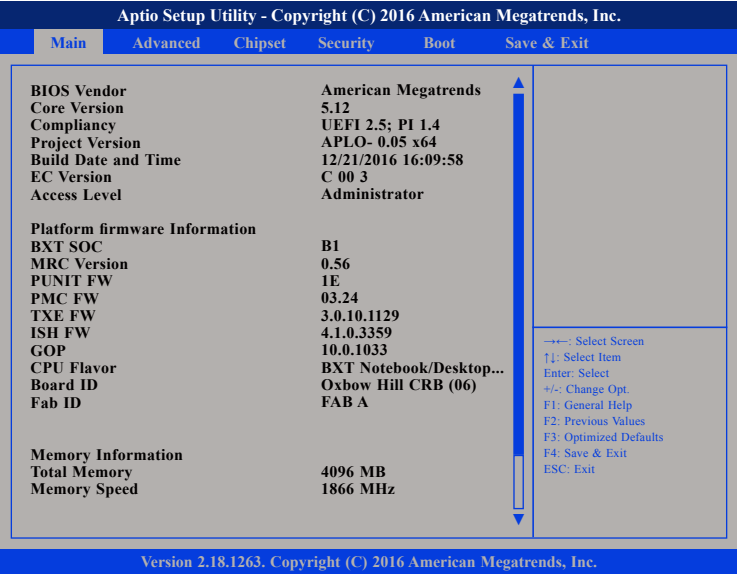 Aptio Setup Utility - Copyright (C) 2016 American Megatrends, Inc.
Main Advanced Chipset Security Boot Save & Exit
BIOS Vendor American Megatrends
Core Version 5.12
Compliancy UEFI 2.5; PI 1.4
Project Version APLO- 0.05 x64
Build Date and Time 12/21/2016 16:09:58
EC Version C 00 3
Access Level Administrator
Platform firmware Information
BXT SOC B1
MRC Version 0.56
PUNIT FW 1E
PMC FW 03.24
TXE FW 3.0.10.1129
ISH FW 4.1.0.3359
GOP 10.0.1033
CPU Flavor BXT Notebook/Desktop...
Board ID Oxbow Hill CRB (06)
Fab ID FAB A
Memory Information
Total Memory 4096 MB
Memory Speed 1866 MHz
→←: Select Screen
↑↓: Select Item
Enter: Select
+/-: Change Opt.
F1: General Help
F2: Previous Values
F3: Optimized Defaults
F4: Save & Exit
ESC: Exit
Version 2.18.1263. Copyright (C) 2016 American Megatrends, Inc.